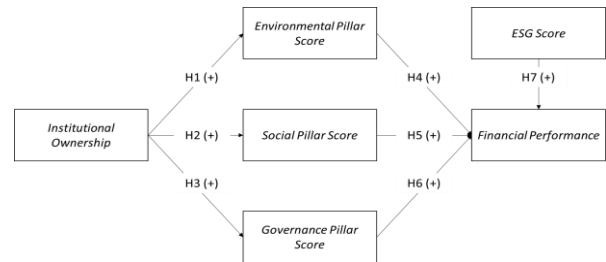 Environmental Pillar
Score
ESG Score
H1 (+)
H4 (+)
H7 (+)
Institutional
Ownership
H2 (+)
Social Pillar Score
H5 (+)
Financial Performance
H3 (+)
H6 (+)
Governance Pillar
Score